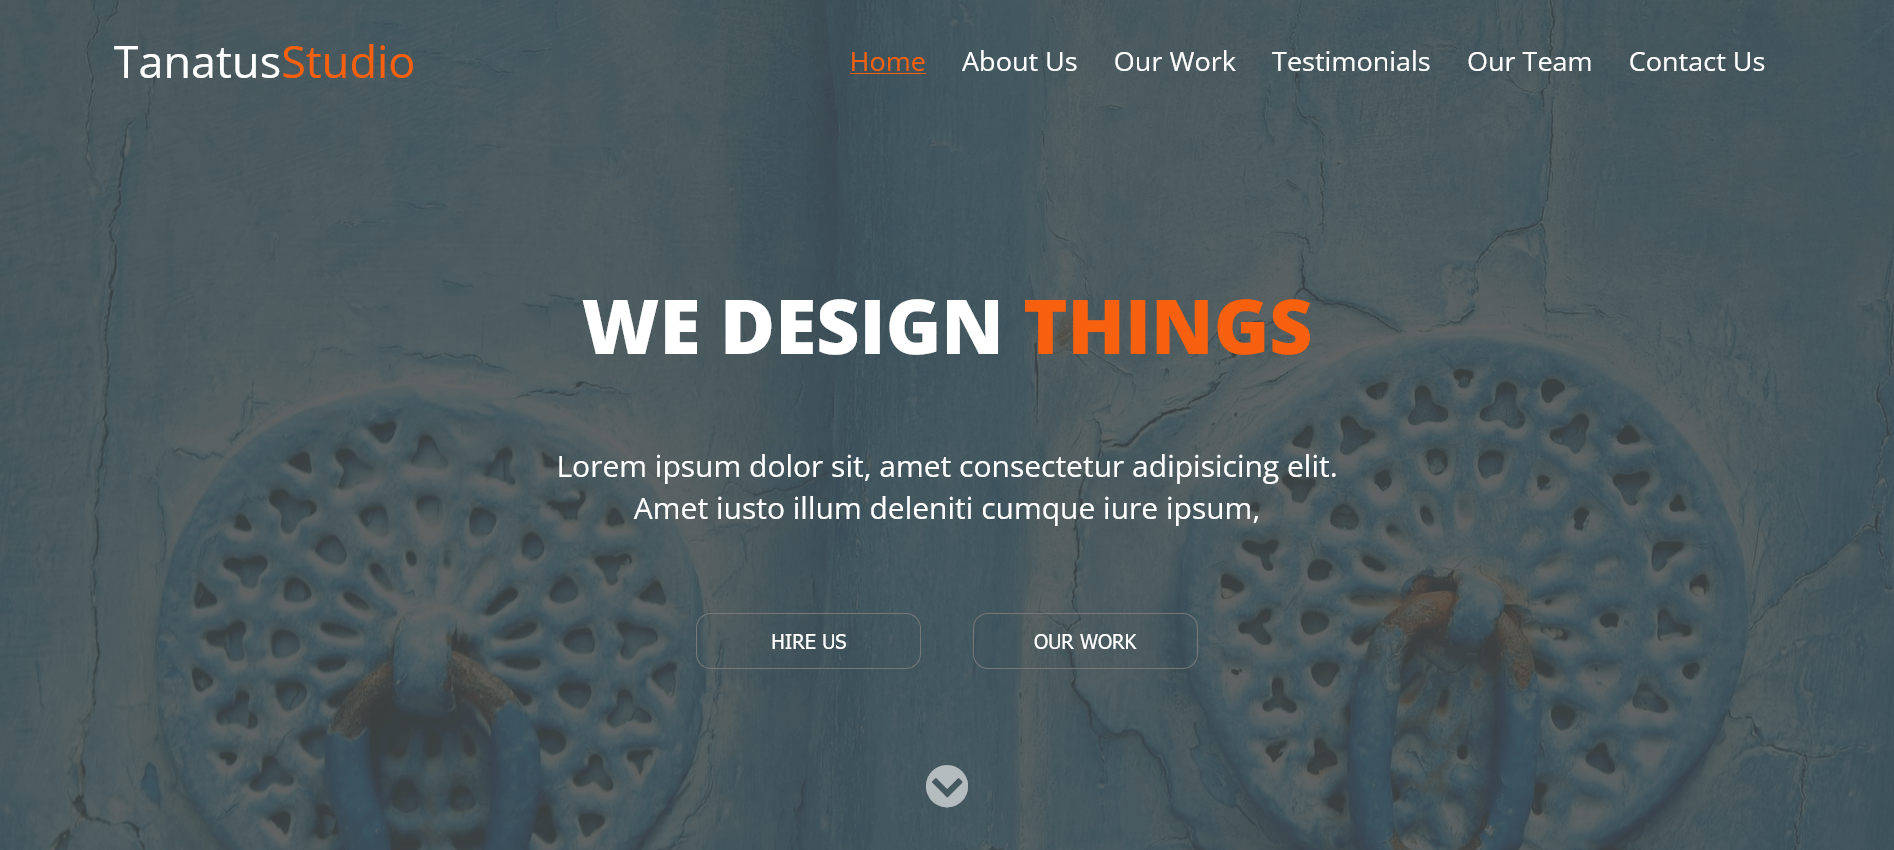 TanatusStudio
Home About Us Our Work Testimonials Our Team Contact Us
WE DESIGN THINGS
Lorem ipsum dolor sit, amet consectetur adipisicing elit.
Amet iusto illum deleniti cumque iure ipsum,
HIRE US
OUR WORK